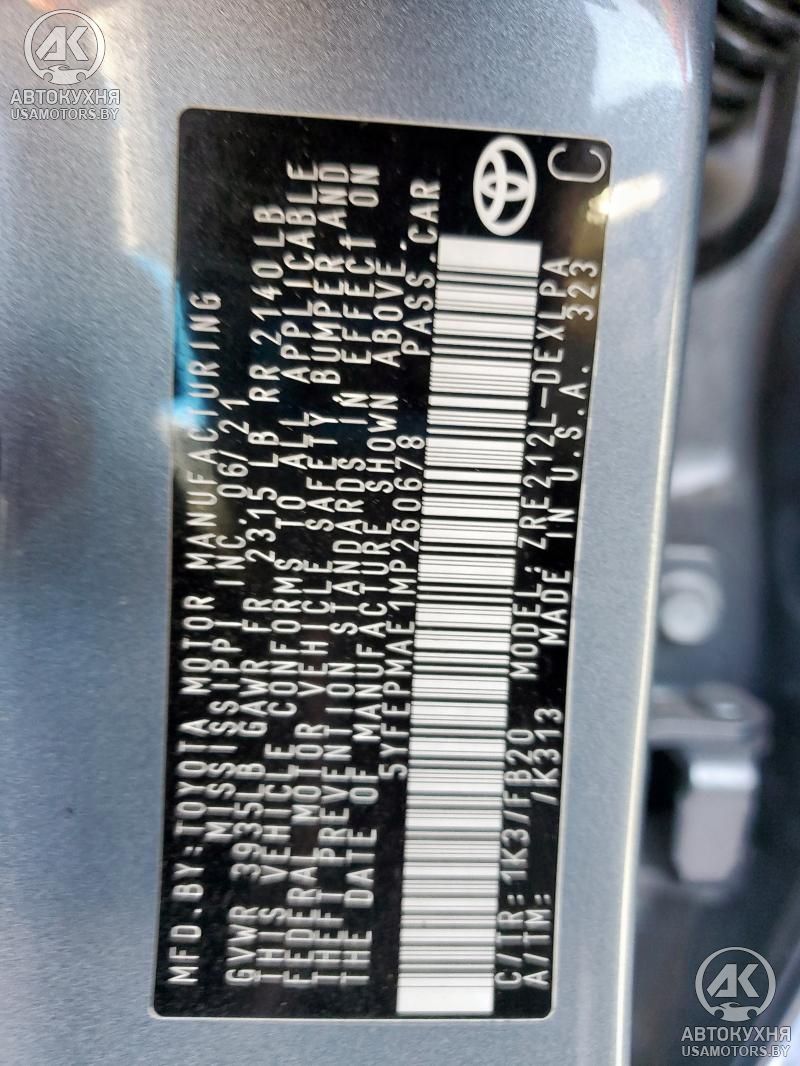 АВТОКУХНЯ
USAMOTORS.BY
MFD.BY:TOYOTA MOTOR MANUFACTURING
MISSISSIPPI INC. 06/21
GVWR 3935LB GAWR FR 2315 LB RR 2140LB
THIS VEHICLE CONFORMS TO ALL APPLICABLE
FEDERAL MOTOR VEHICLE SAFETY BUMPER AND
THEFT PREVENTION STANDARDS IN EFFECT ON
THE DATE OF MANUFACTURE SHOWN ABOVE.
5YFEPMAE1MP260678 PASS.CAR
C/TR: 1K3/FB20 MODEL: ZRE212L-DEXLPA
A/TM: /K313 MADE IN U.S.A. 323
C
АВТОКУХНЯ
USAMOTORS.BY